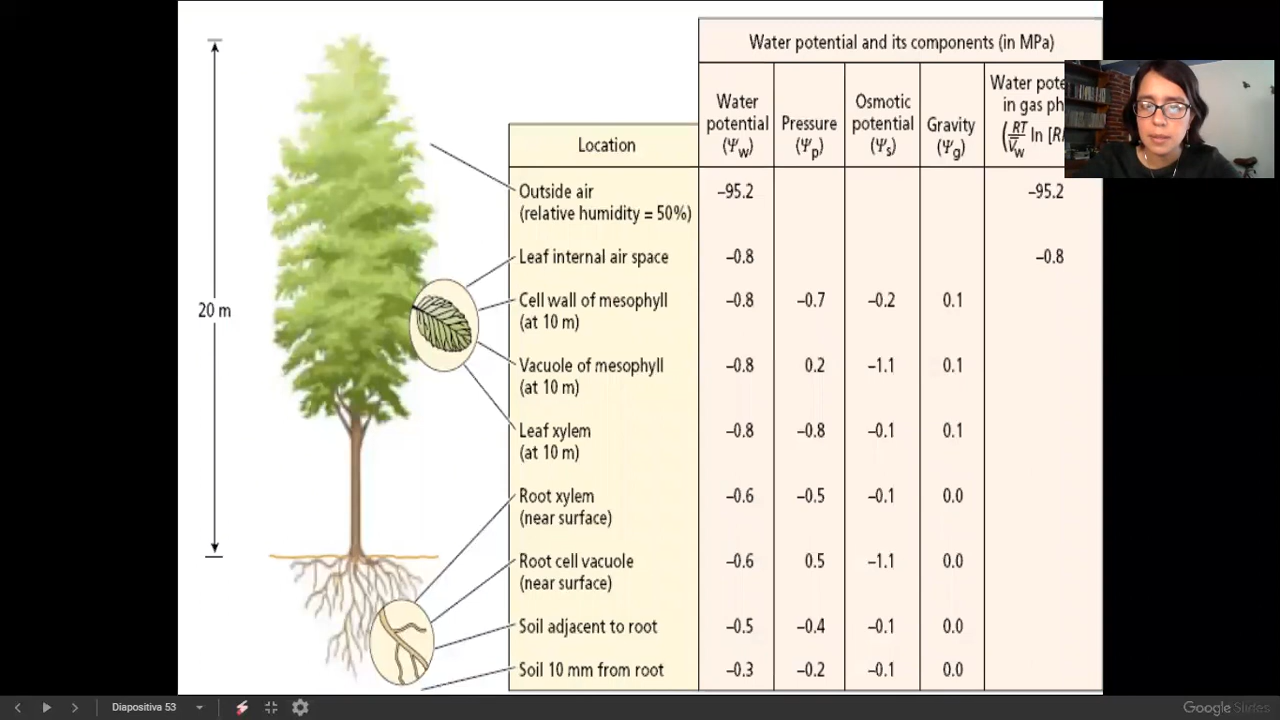 Water potential and its components (in MPa)
Water potential (Ψw)
Pressure (Ψp)
Osmotic potential (Ψs)
Gravity (Ψg)
Water
in gas
(RT/V̄w ln
Location
Outside air (relative humidity = 50%) –95.2 –95.2
Leaf internal air space –0.8 –0.8
Cell wall of mesophyll (at 10 m) –0.8 –0.7 –0.2 0.1
Vacuole of mesophyll (at 10 m) –0.8 0.2 –1.1 0.1
Leaf xylem (at 10 m) –0.8 –0.8 –0.1 0.1
Root xylem (near surface) –0.6 –0.5 –0.1 0.0
Root cell vacuole (near surface) –0.6 0.5 –1.1 0.0
Soil adjacent to root –0.5 –0.4 –0.1 0.0
Soil 10 mm from root –0.3 –0.2 –0.1 0.0
20 m
Diapositiva 53
Google Slides